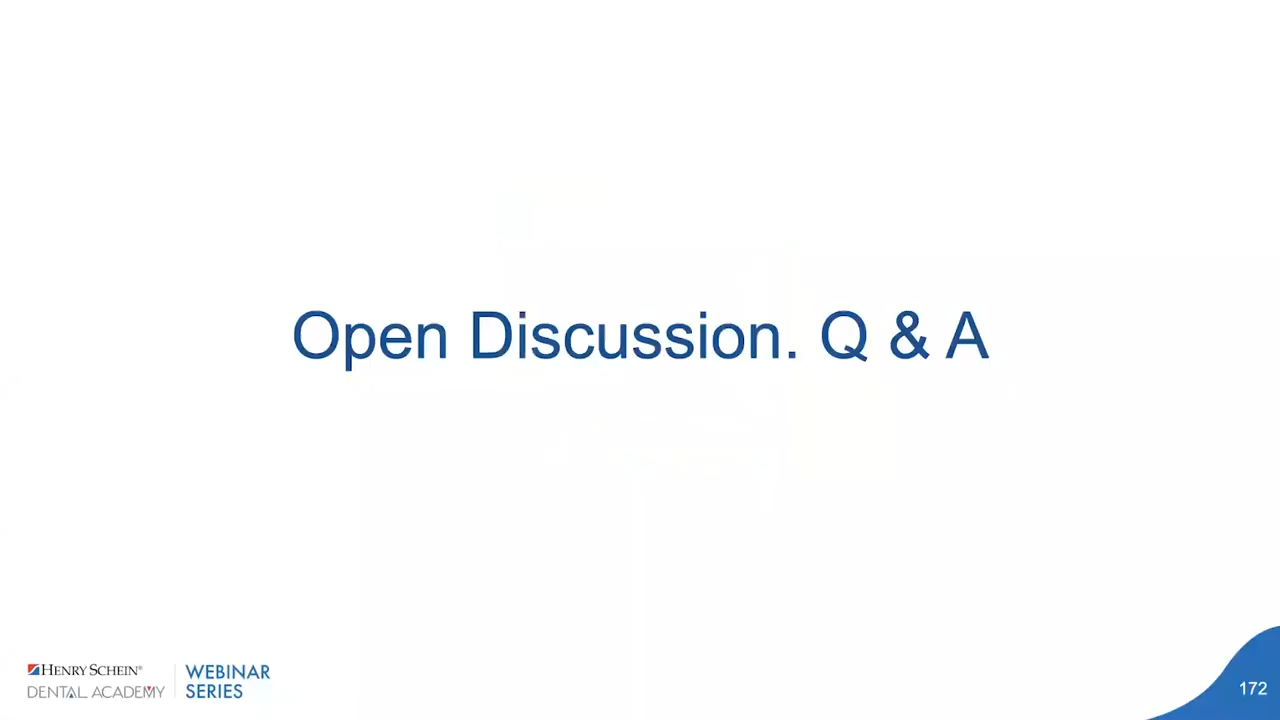 Open Discussion. Q & A
HENRY SCHEIN®
DENTAL ACADEMY
WEBINAR
SERIES
172